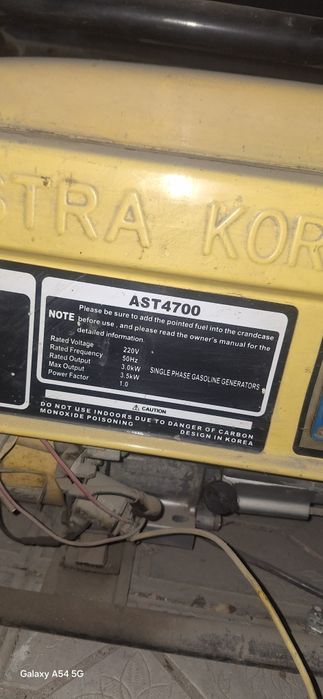 STRA KOR
AST4700
NOTE Please be sure to add the pointed fuel into the crandcase
before use , and please read the owner's manual for the
detailed information
Rated Voltage 220V
Rated Frequency 50Hz
Rated Output 3.0kW
Max Output 3.5kW
Power Factor 1.0
SINGLE PHASE GASOLINE GENERATORS
CAUTION
DO NOT USE INDOORS DUE TO DANGER OF CARBON
MONOXIDE POISONING
DESIGN IN KOREA
Galaxy A54 5G